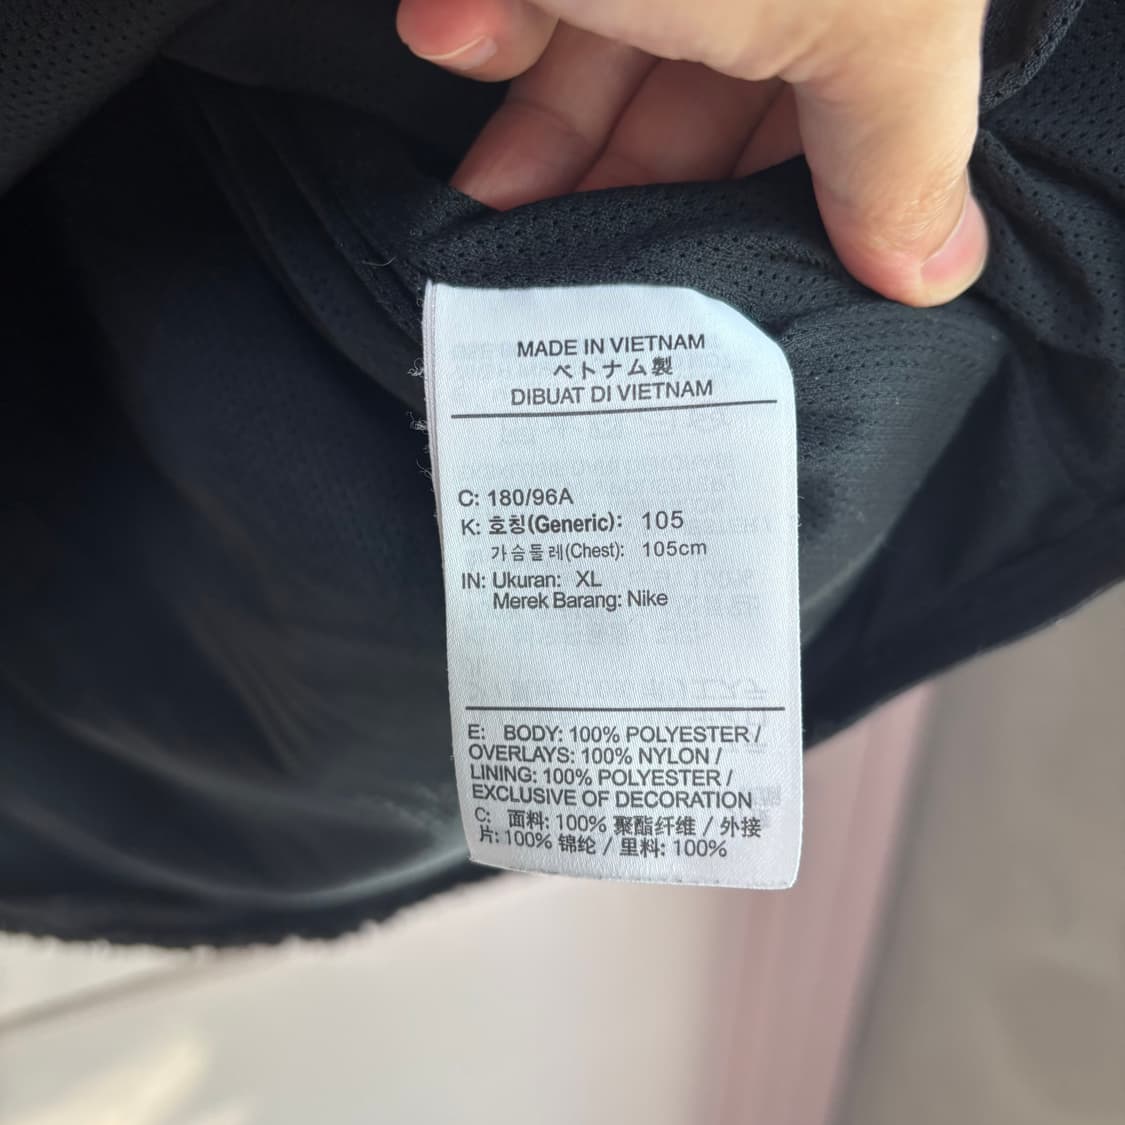 MADE IN VIETNAM
ベトナム製
DIBUAT DI VIETNAM
C: 180/96A
K: 호칭(Generic): 105
가슴둘레(Chest): 105cm
IN: Ukuran: XL
Merek Barang: Nike
E: BODY: 100% POLYESTER /
OVERLAYS: 100% NYLON /
LINING: 100% POLYESTER /
EXCLUSIVE OF DECORATION
C: 面料: 100% 聚酯纤维 / 外接
片: 100% 锦纶 / 里料: 100%